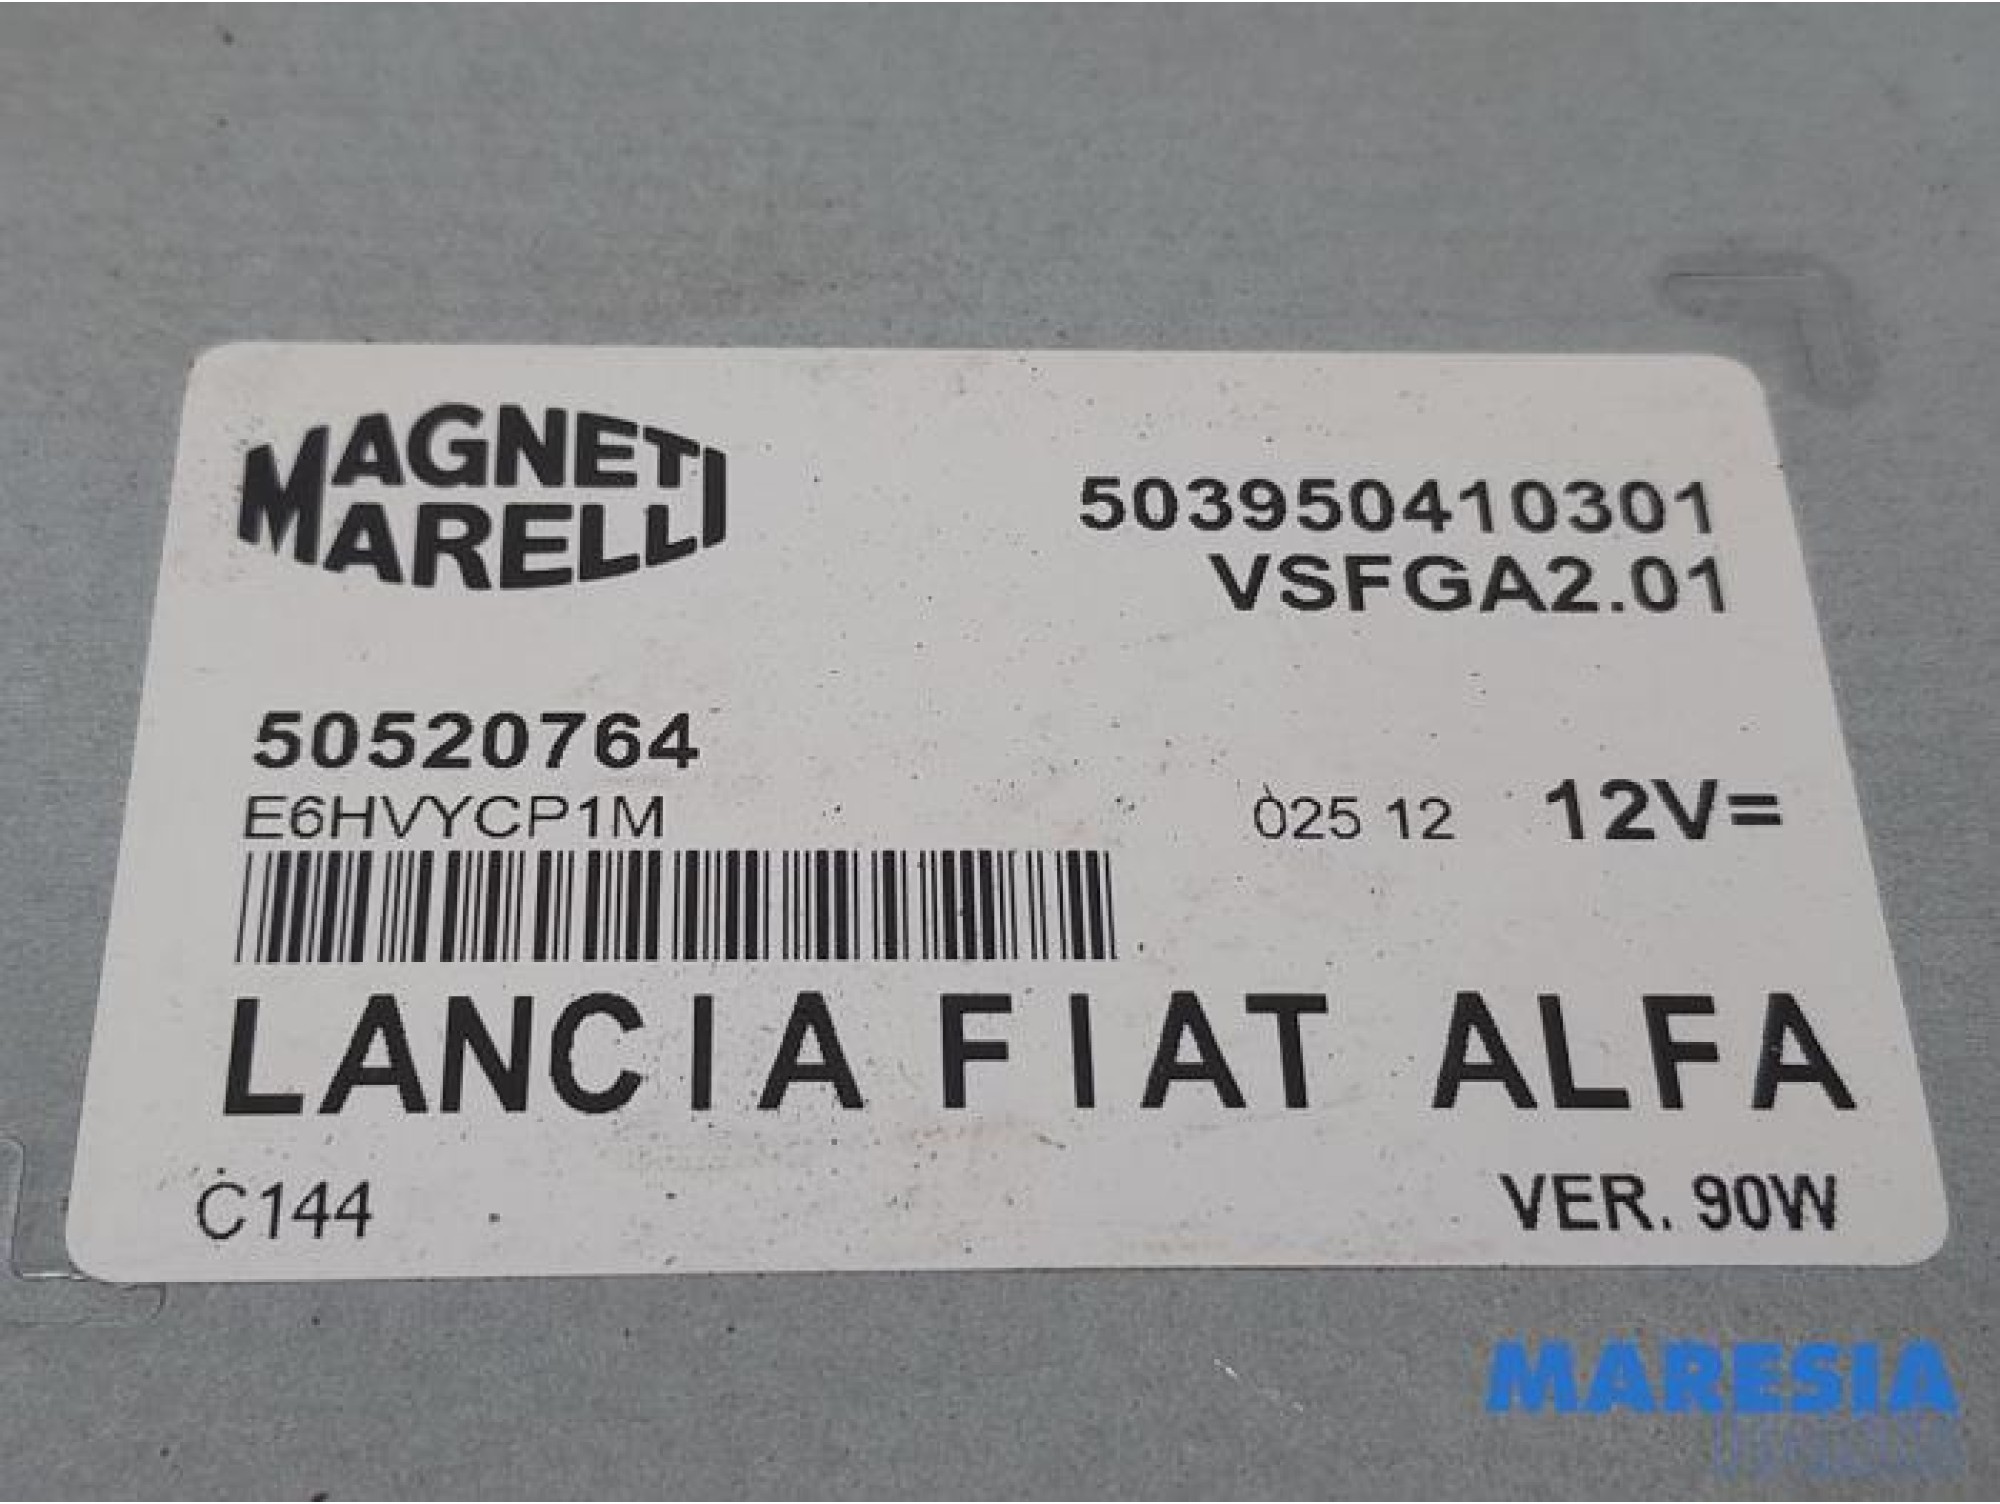 MAGNETI
MARELLI
503950410301
VSFGA2.01
50520764
E6HVYCP1M
025 12 12V=
LANCIA FIAT ALFA
C144 VER. 90W
MARESIA